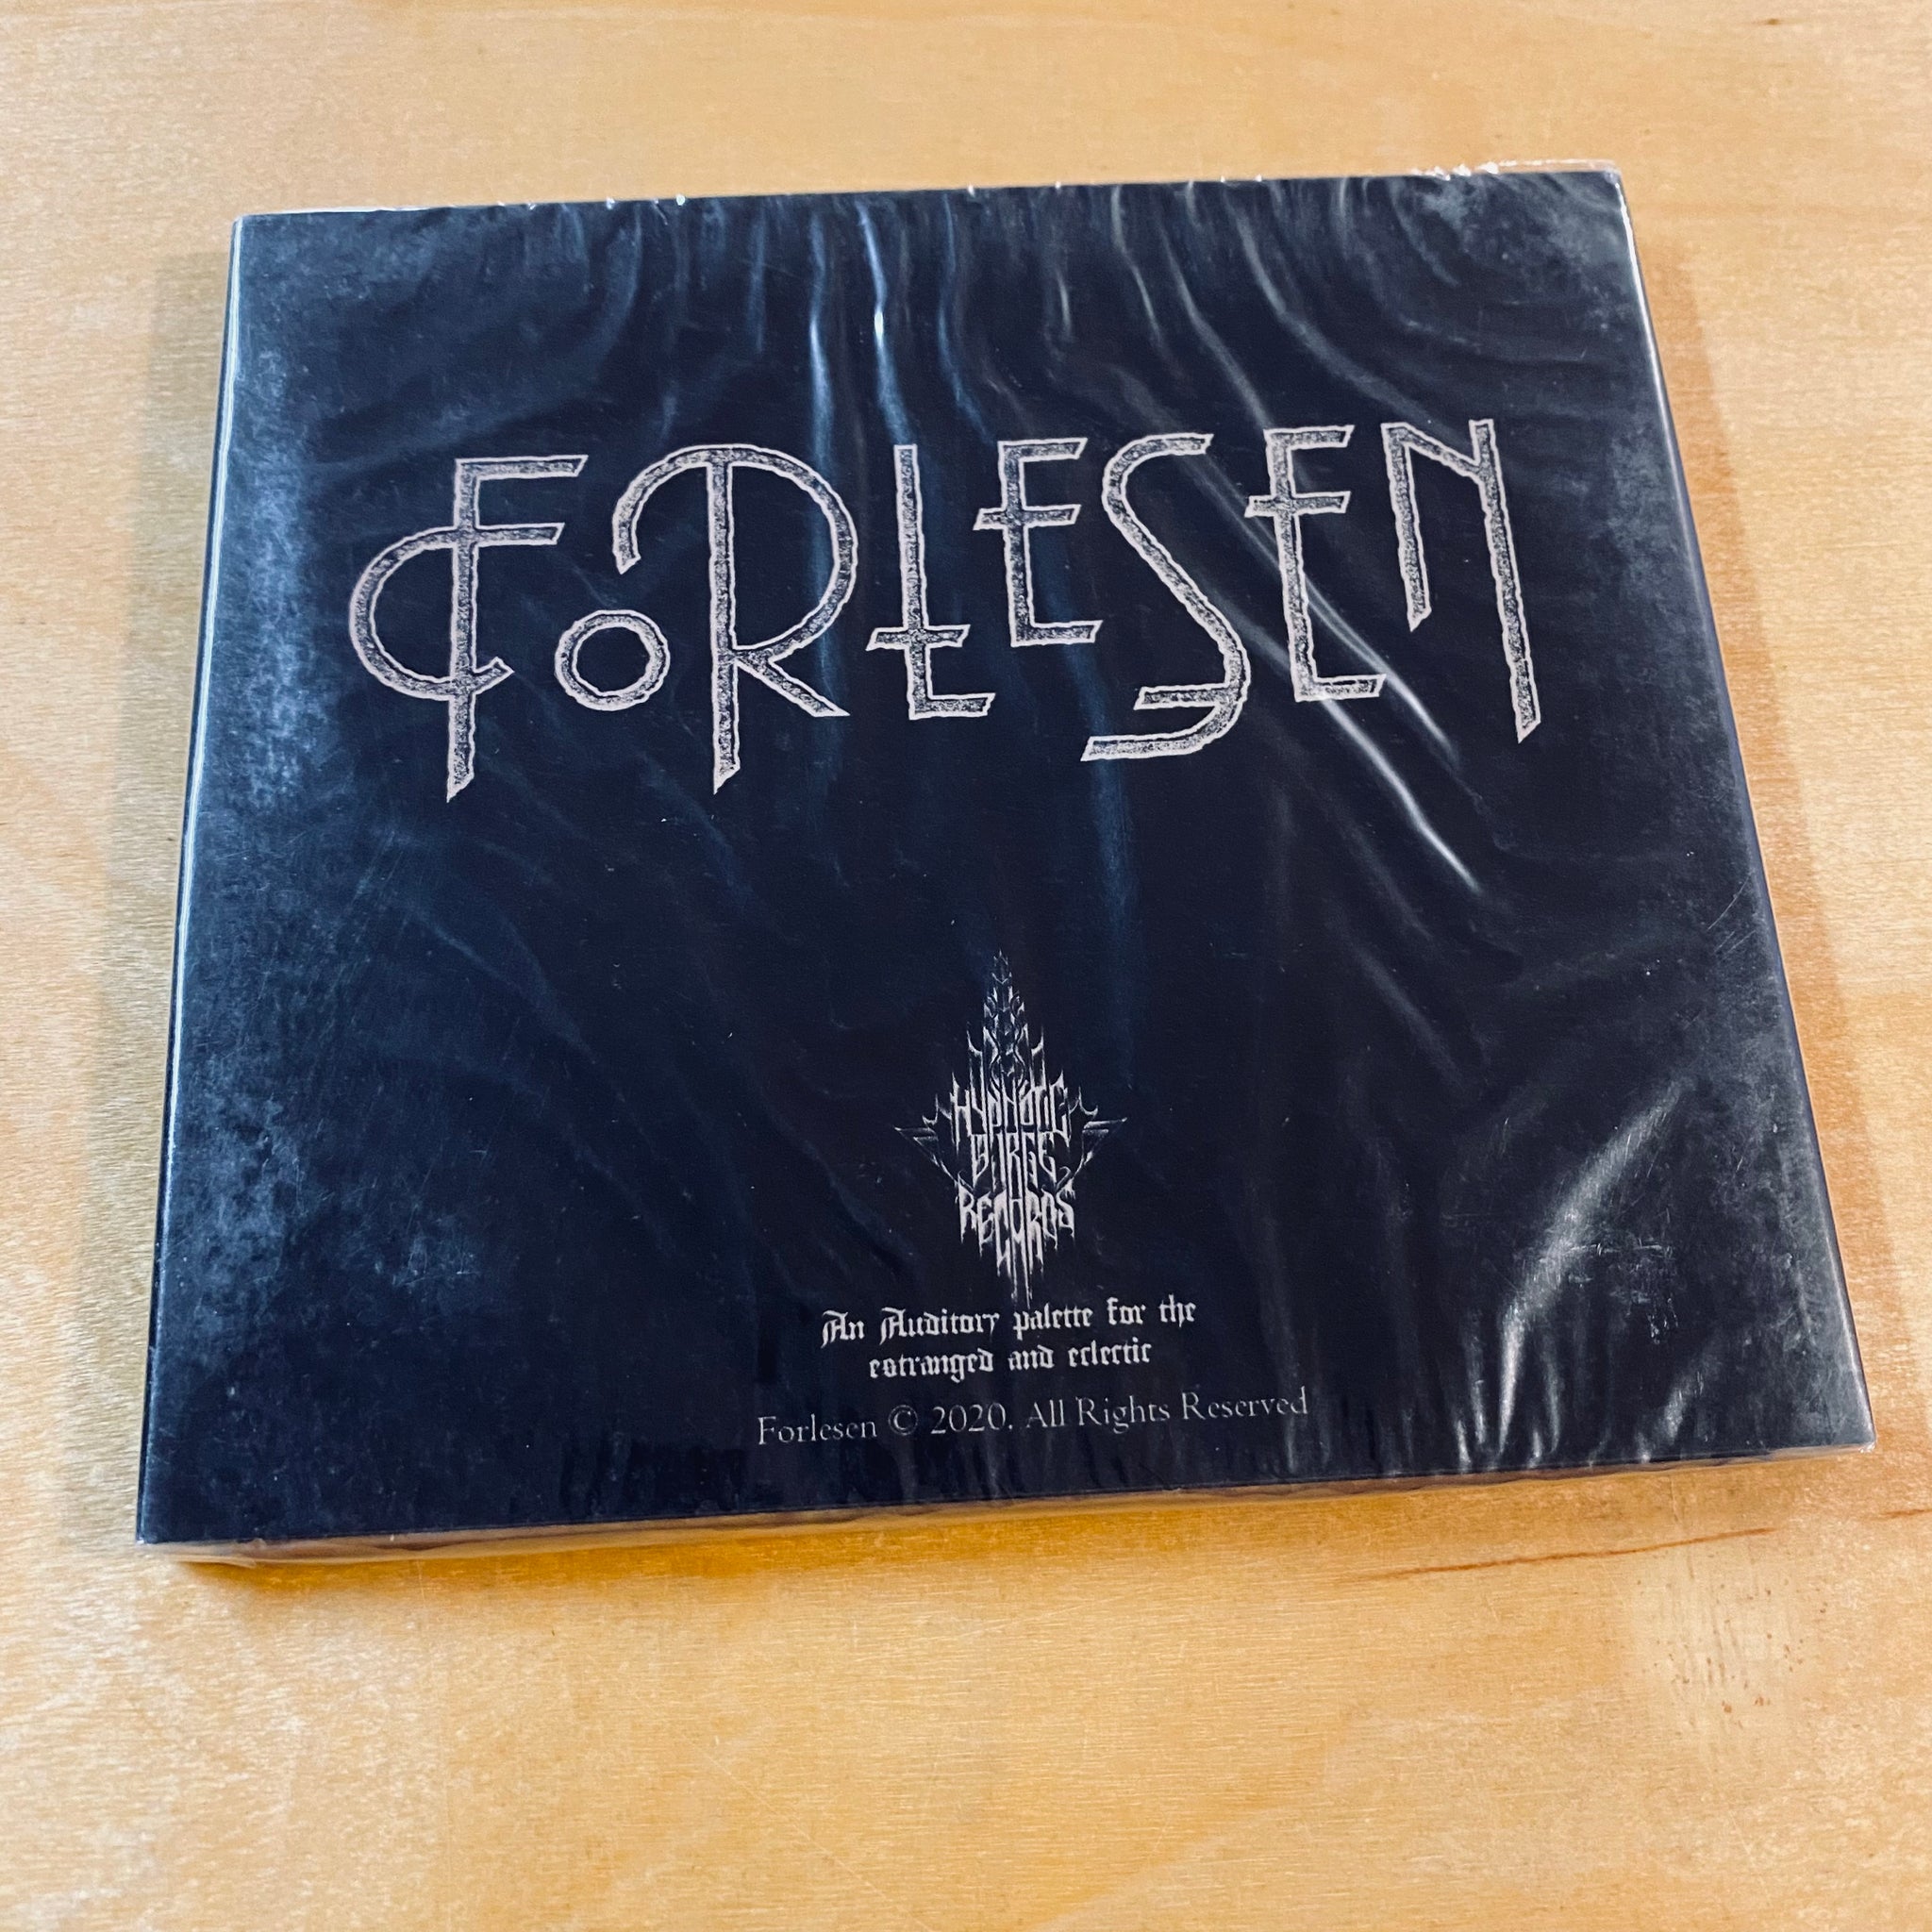 FORLESEN
HYPNOTIC
DIRGE
RECORDS
An Auditory palette for the
estranged and eclectic
Forlesen © 2020. All Rights Reserved